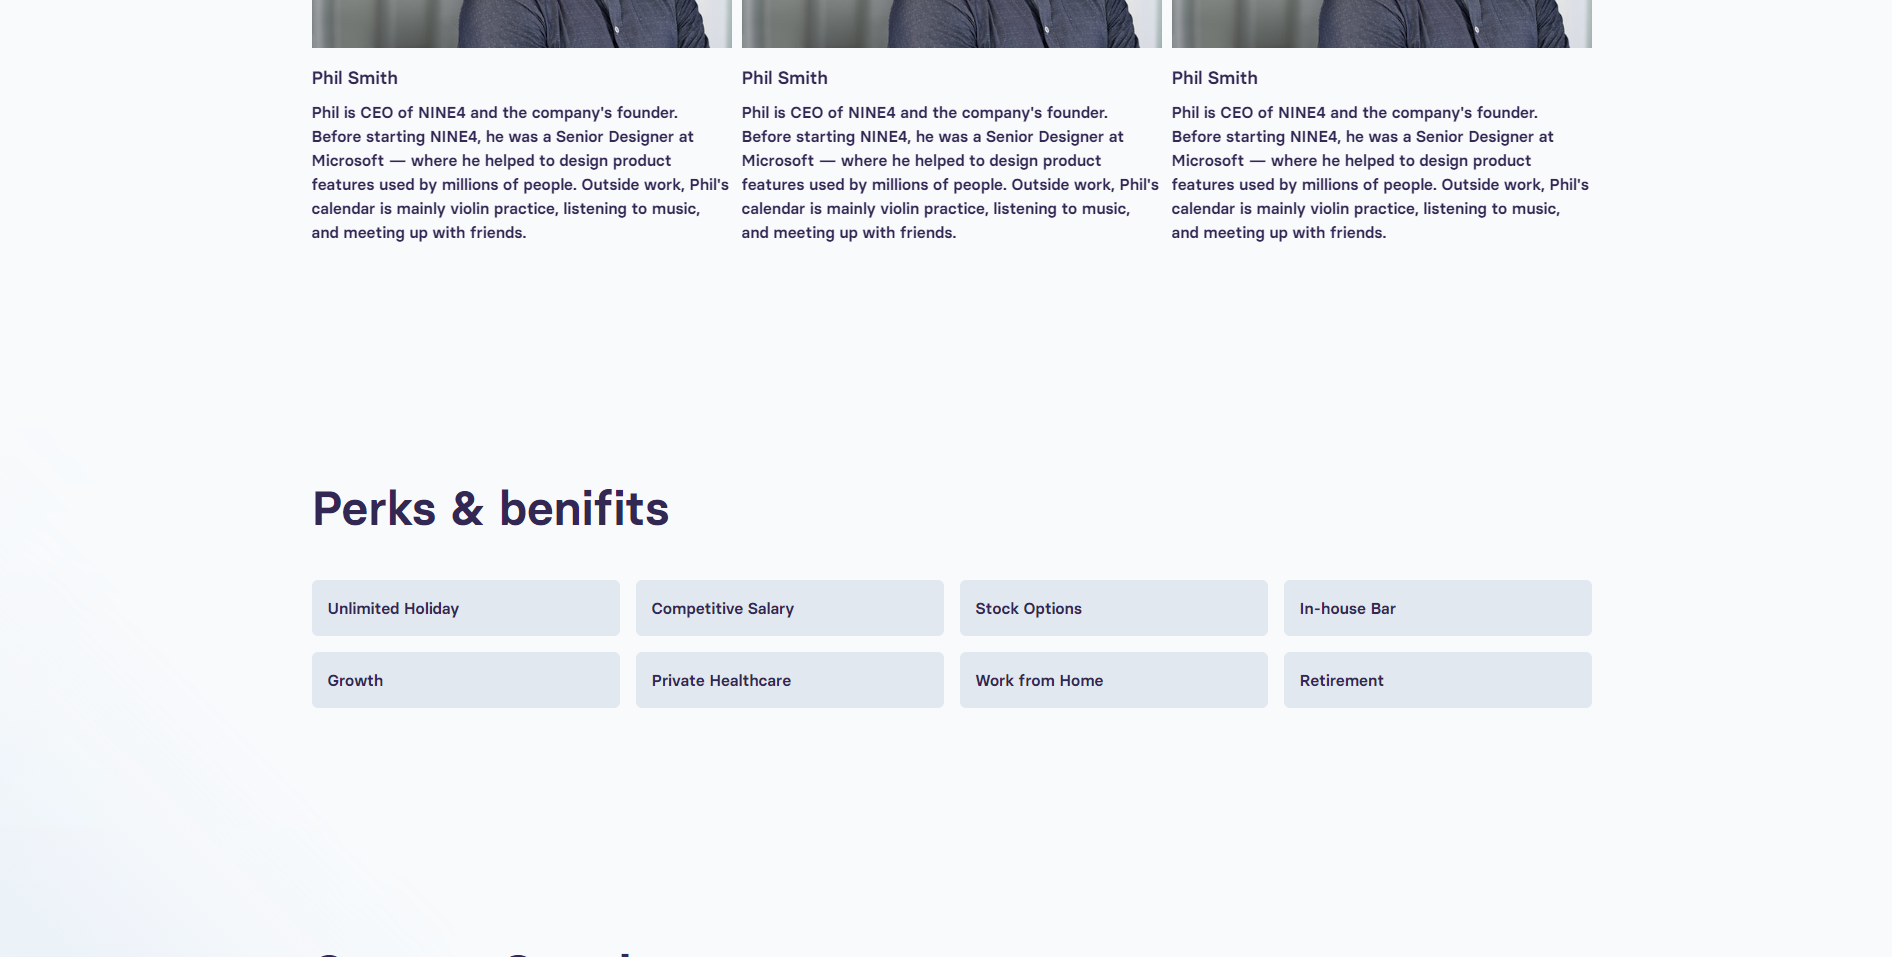 Phil Smith
Phil is CEO of NINE4 and the company's founder.
Before starting NINE4, he was a Senior Designer at
Microsoft — where he helped to design product
features used by millions of people. Outside work, Phil's
calendar is mainly violin practice, listening to music,
and meeting up with friends.
Phil Smith
Phil is CEO of NINE4 and the company's founder.
Before starting NINE4, he was a Senior Designer at
Microsoft — where he helped to design product
features used by millions of people. Outside work, Phil's
calendar is mainly violin practice, listening to music,
and meeting up with friends.
Phil Smith
Phil is CEO of NINE4 and the company's founder.
Before starting NINE4, he was a Senior Designer at
Microsoft — where he helped to design product
features used by millions of people. Outside work, Phil's
calendar is mainly violin practice, listening to music,
and meeting up with friends.
Perks & benifits
Unlimited Holiday
Competitive Salary
Stock Options
In-house Bar
Growth
Private Healthcare
Work from Home
Retirement